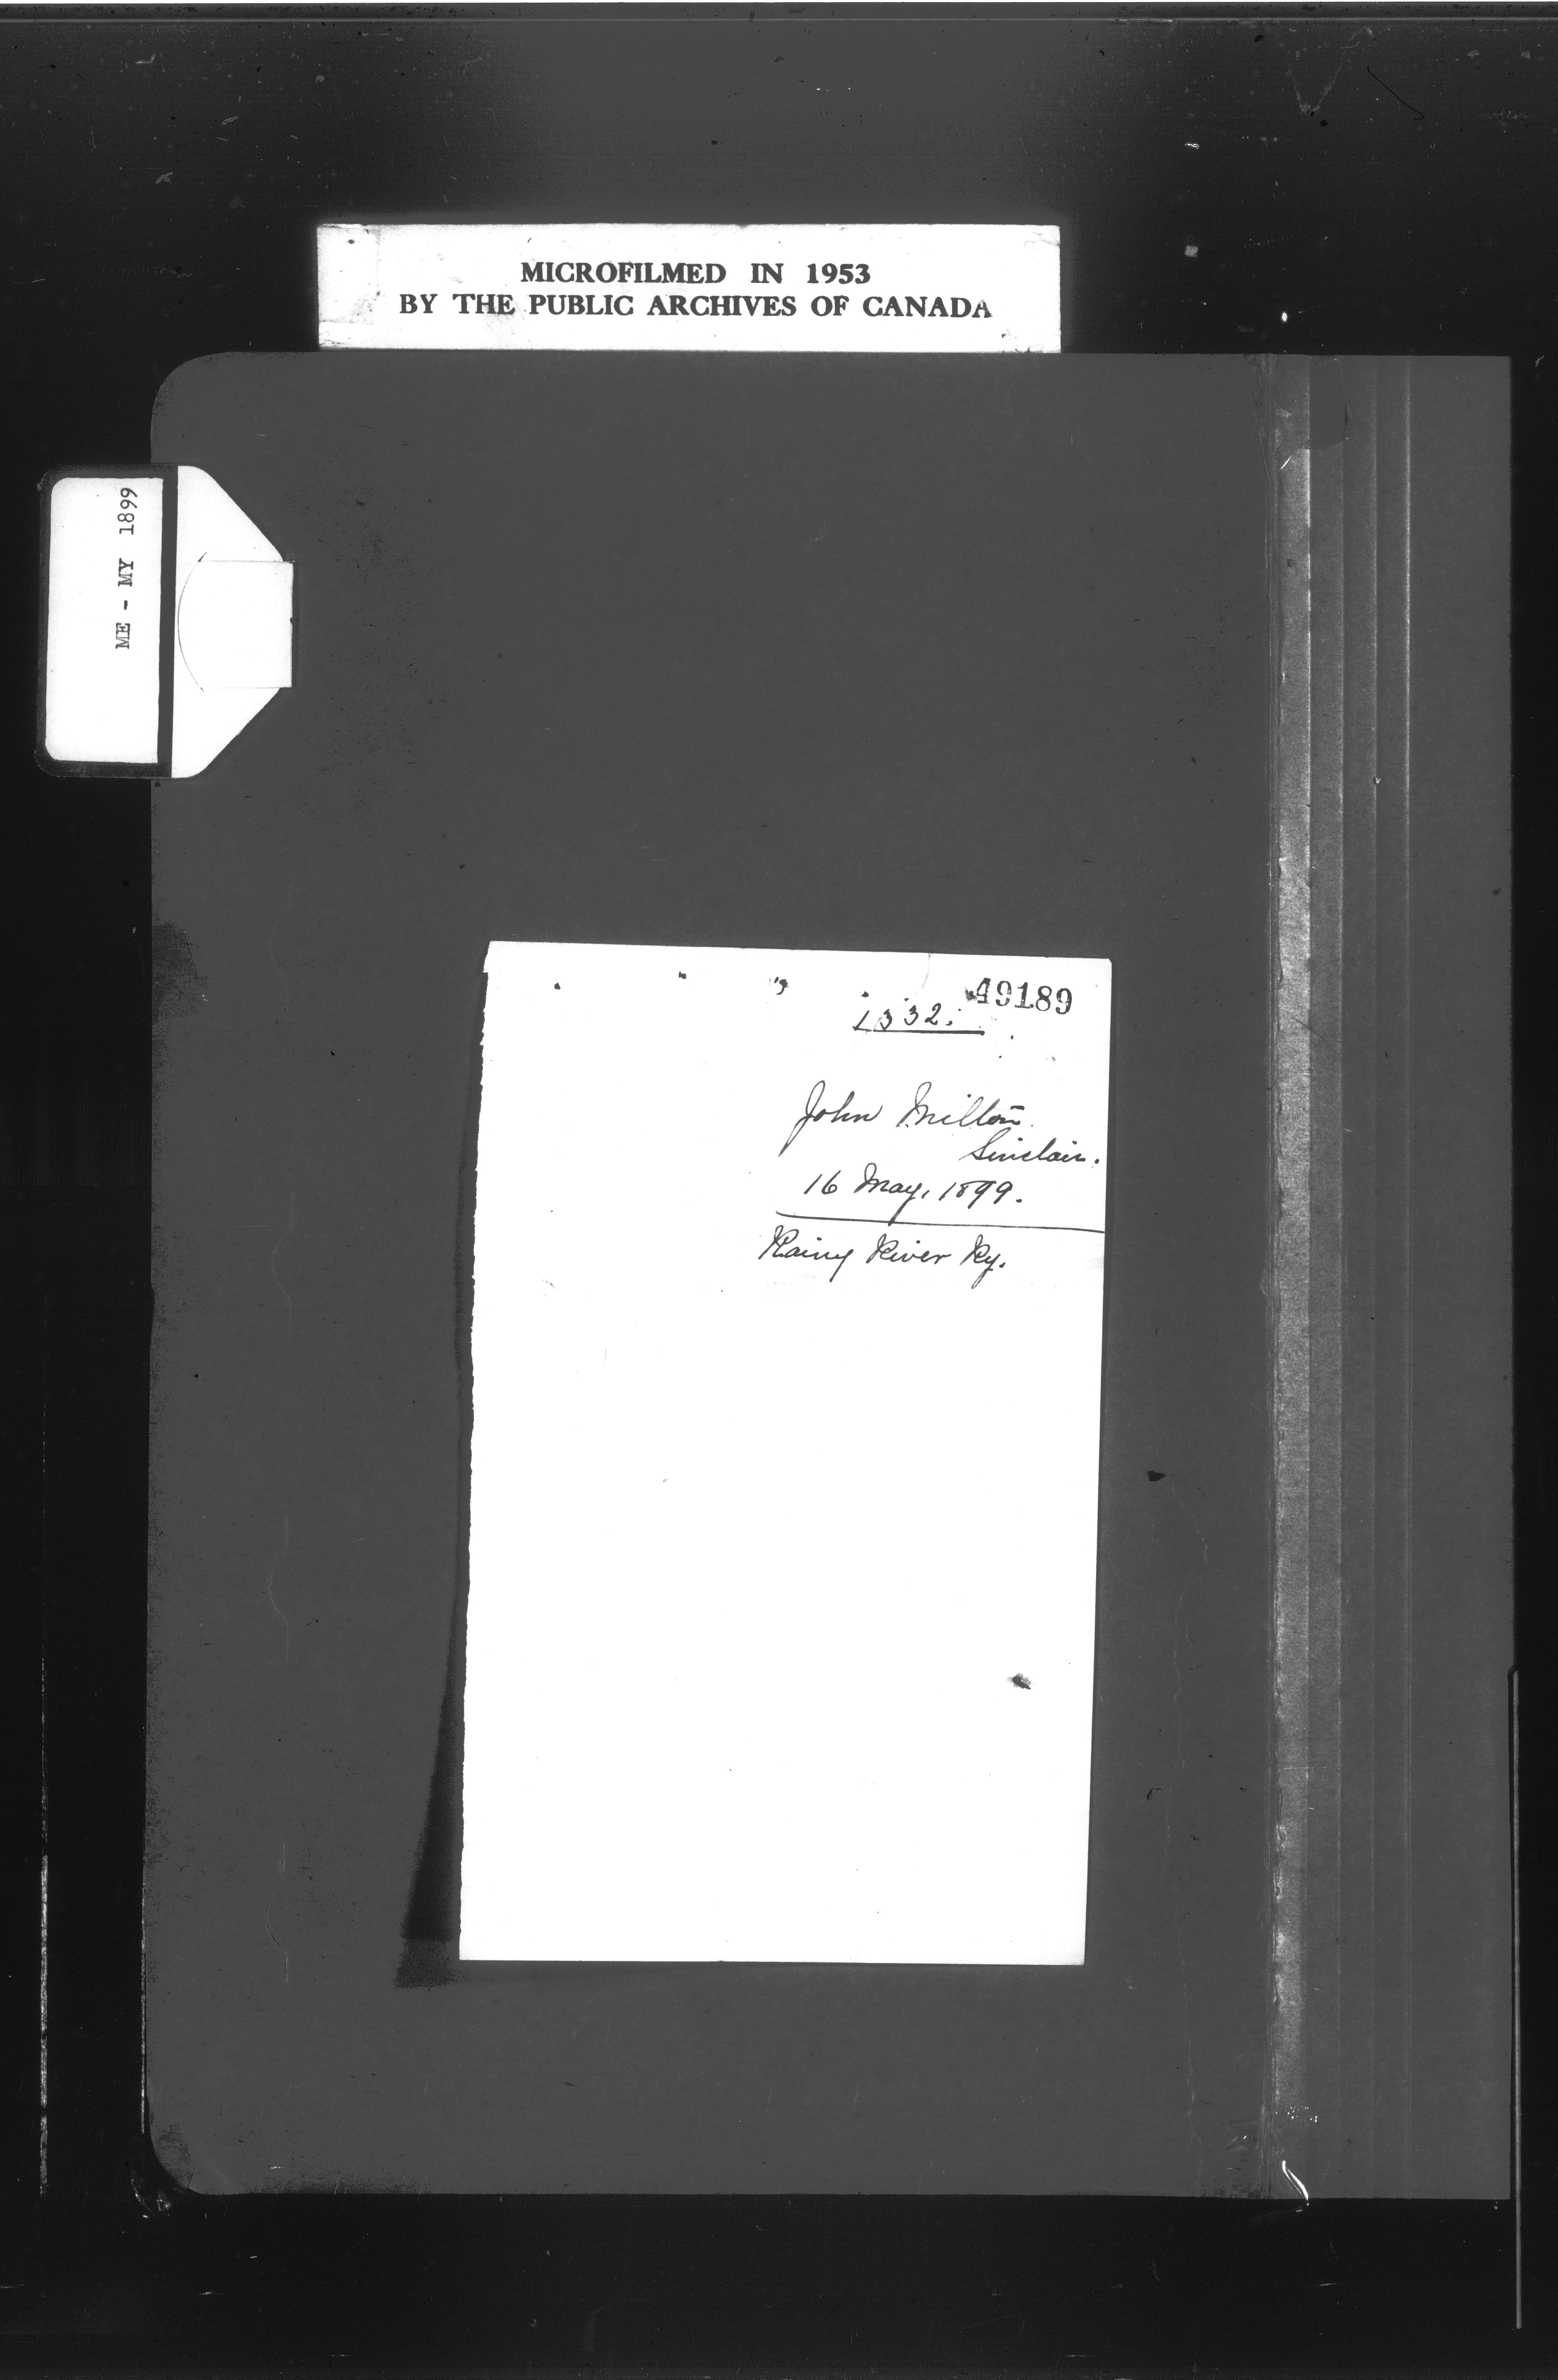 MICROFILMED IN 1953
BY THE PUBLIC ARCHIVES OF CANADA
ME - MY 1899
49189
1332.
John Milton
Sinclair.
16 May, 1899.
Rainy River Ry.